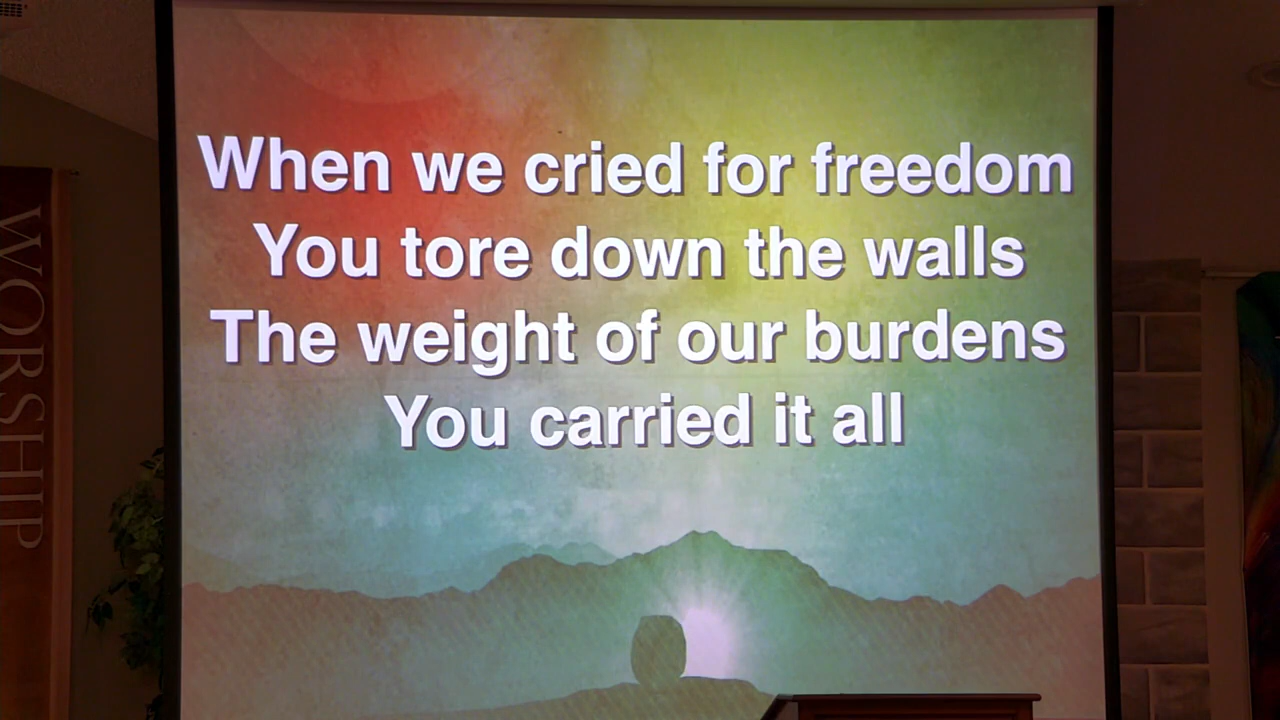 When we cried for freedom
You tore down the walls
The weight of our burdens
You carried it all
WORSHIP